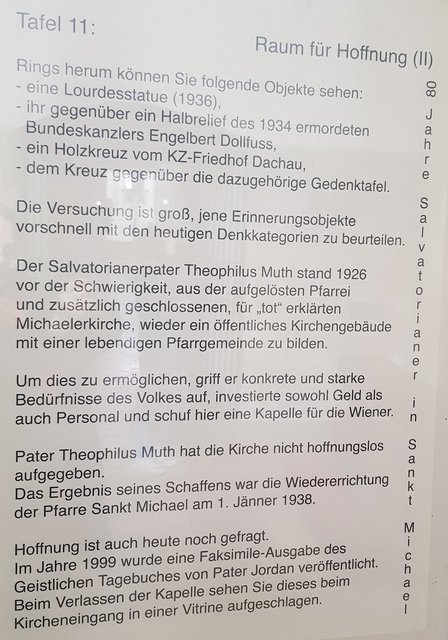 Tafel 11:
Raum für Hoffnung (II)
Rings herum können Sie folgende Objekte sehen:
- eine Lourdesstatue (1936),
- ihr gegenüber ein Halbrelief des 1934 ermordeten
Bundeskanzlers Engelbert Dollfuss,
- ein Holzkreuz vom KZ-Friedhof Dachau,
- dem Kreuz gegenüber die dazugehörige Gedenktafel.
Die Versuchung ist groß, jene Erinnerungsobjekte
vorschnell mit den heutigen Denkkategorien zu beurteilen.
Der Salvatorianerpater Theophilus Muth stand 1926
vor der Schwierigkeit, aus der aufgelösten Pfarrei
und zusätzlich geschlossenen, für „tot“ erklärten
Michaelerkirche, wieder ein öffentliches Kirchengebäude
mit einer lebendigen Pfarrgemeinde zu bilden.
Um dies zu ermöglichen, griff er konkrete und starke
Bedürfnisse des Volkes auf, investierte sowohl Geld als
auch Personal und schuf hier eine Kapelle für die Wiener.
Pater Theophilus Muth hat die Kirche nicht hoffnungslos
aufgegeben.
Das Ergebnis seines Schaffens war die Wiedererrichtung
der Pfarre Sankt Michael am 1. Jänner 1938.
Hoffnung ist auch heute noch gefragt.
Im Jahre 1999 wurde eine Faksimile-Ausgabe des
Geistlichen Tagebuches von Pater Jordan veröffentlicht.
Beim Verlassen der Kapelle sehen Sie dieses beim
Kircheneingang in einer Vitrine aufgeschlagen.
80 Jahre Salvatorianer in Sankt Michael